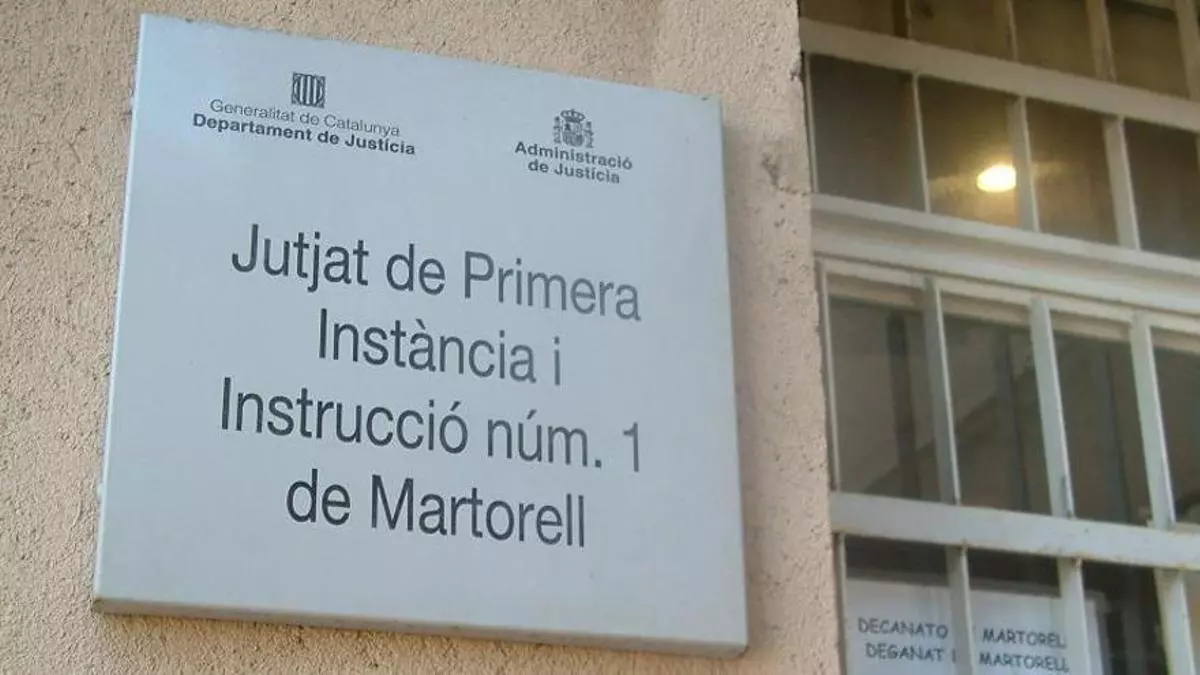 Generalitat de Catalunya
Departament de Justícia
Administració
de Justícia
Jutjat de Primera
Instància i
Instrucció núm. 1
de Martorell
DECANATO MARTOREL
DEGANAT MARTORELL